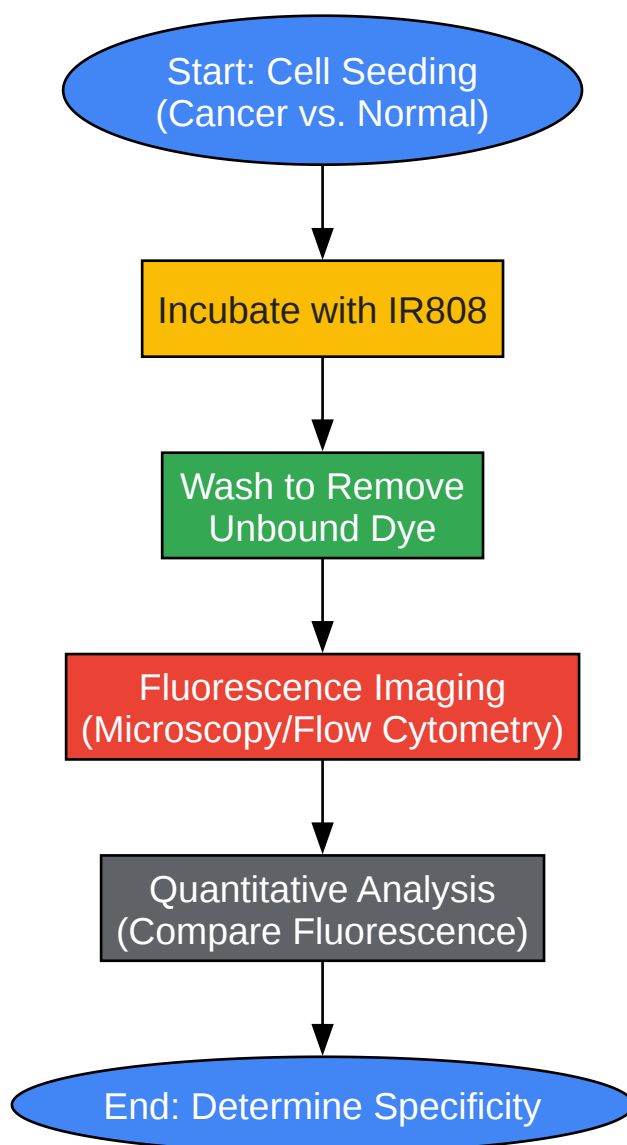 Start: Cell Seeding
(Cancer vs. Normal)
Incubate with IR808
Wash to Remove
Unbound Dye
Fluorescence Imaging
(Microscopy/Flow Cytometry)
Quantitative Analysis
(Compare Fluorescence)
End: Determine Specificity